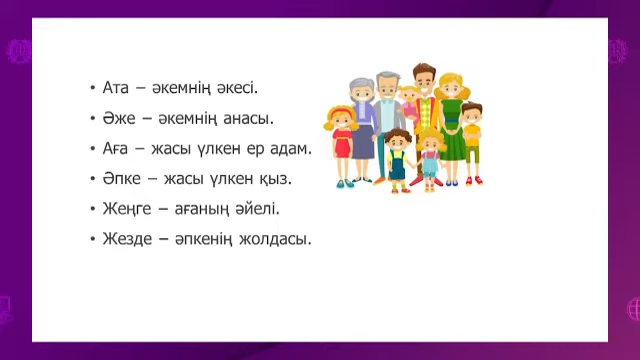 • Ата – әкемнің әкесі.
• Әже – әкемнің анасы.
• Аға – жасы үлкен ер адам.
• Әпке – жасы үлкен қыз.
• Жеңге – ағаның әйелі.
• Жезде – әпкенің жолдасы.